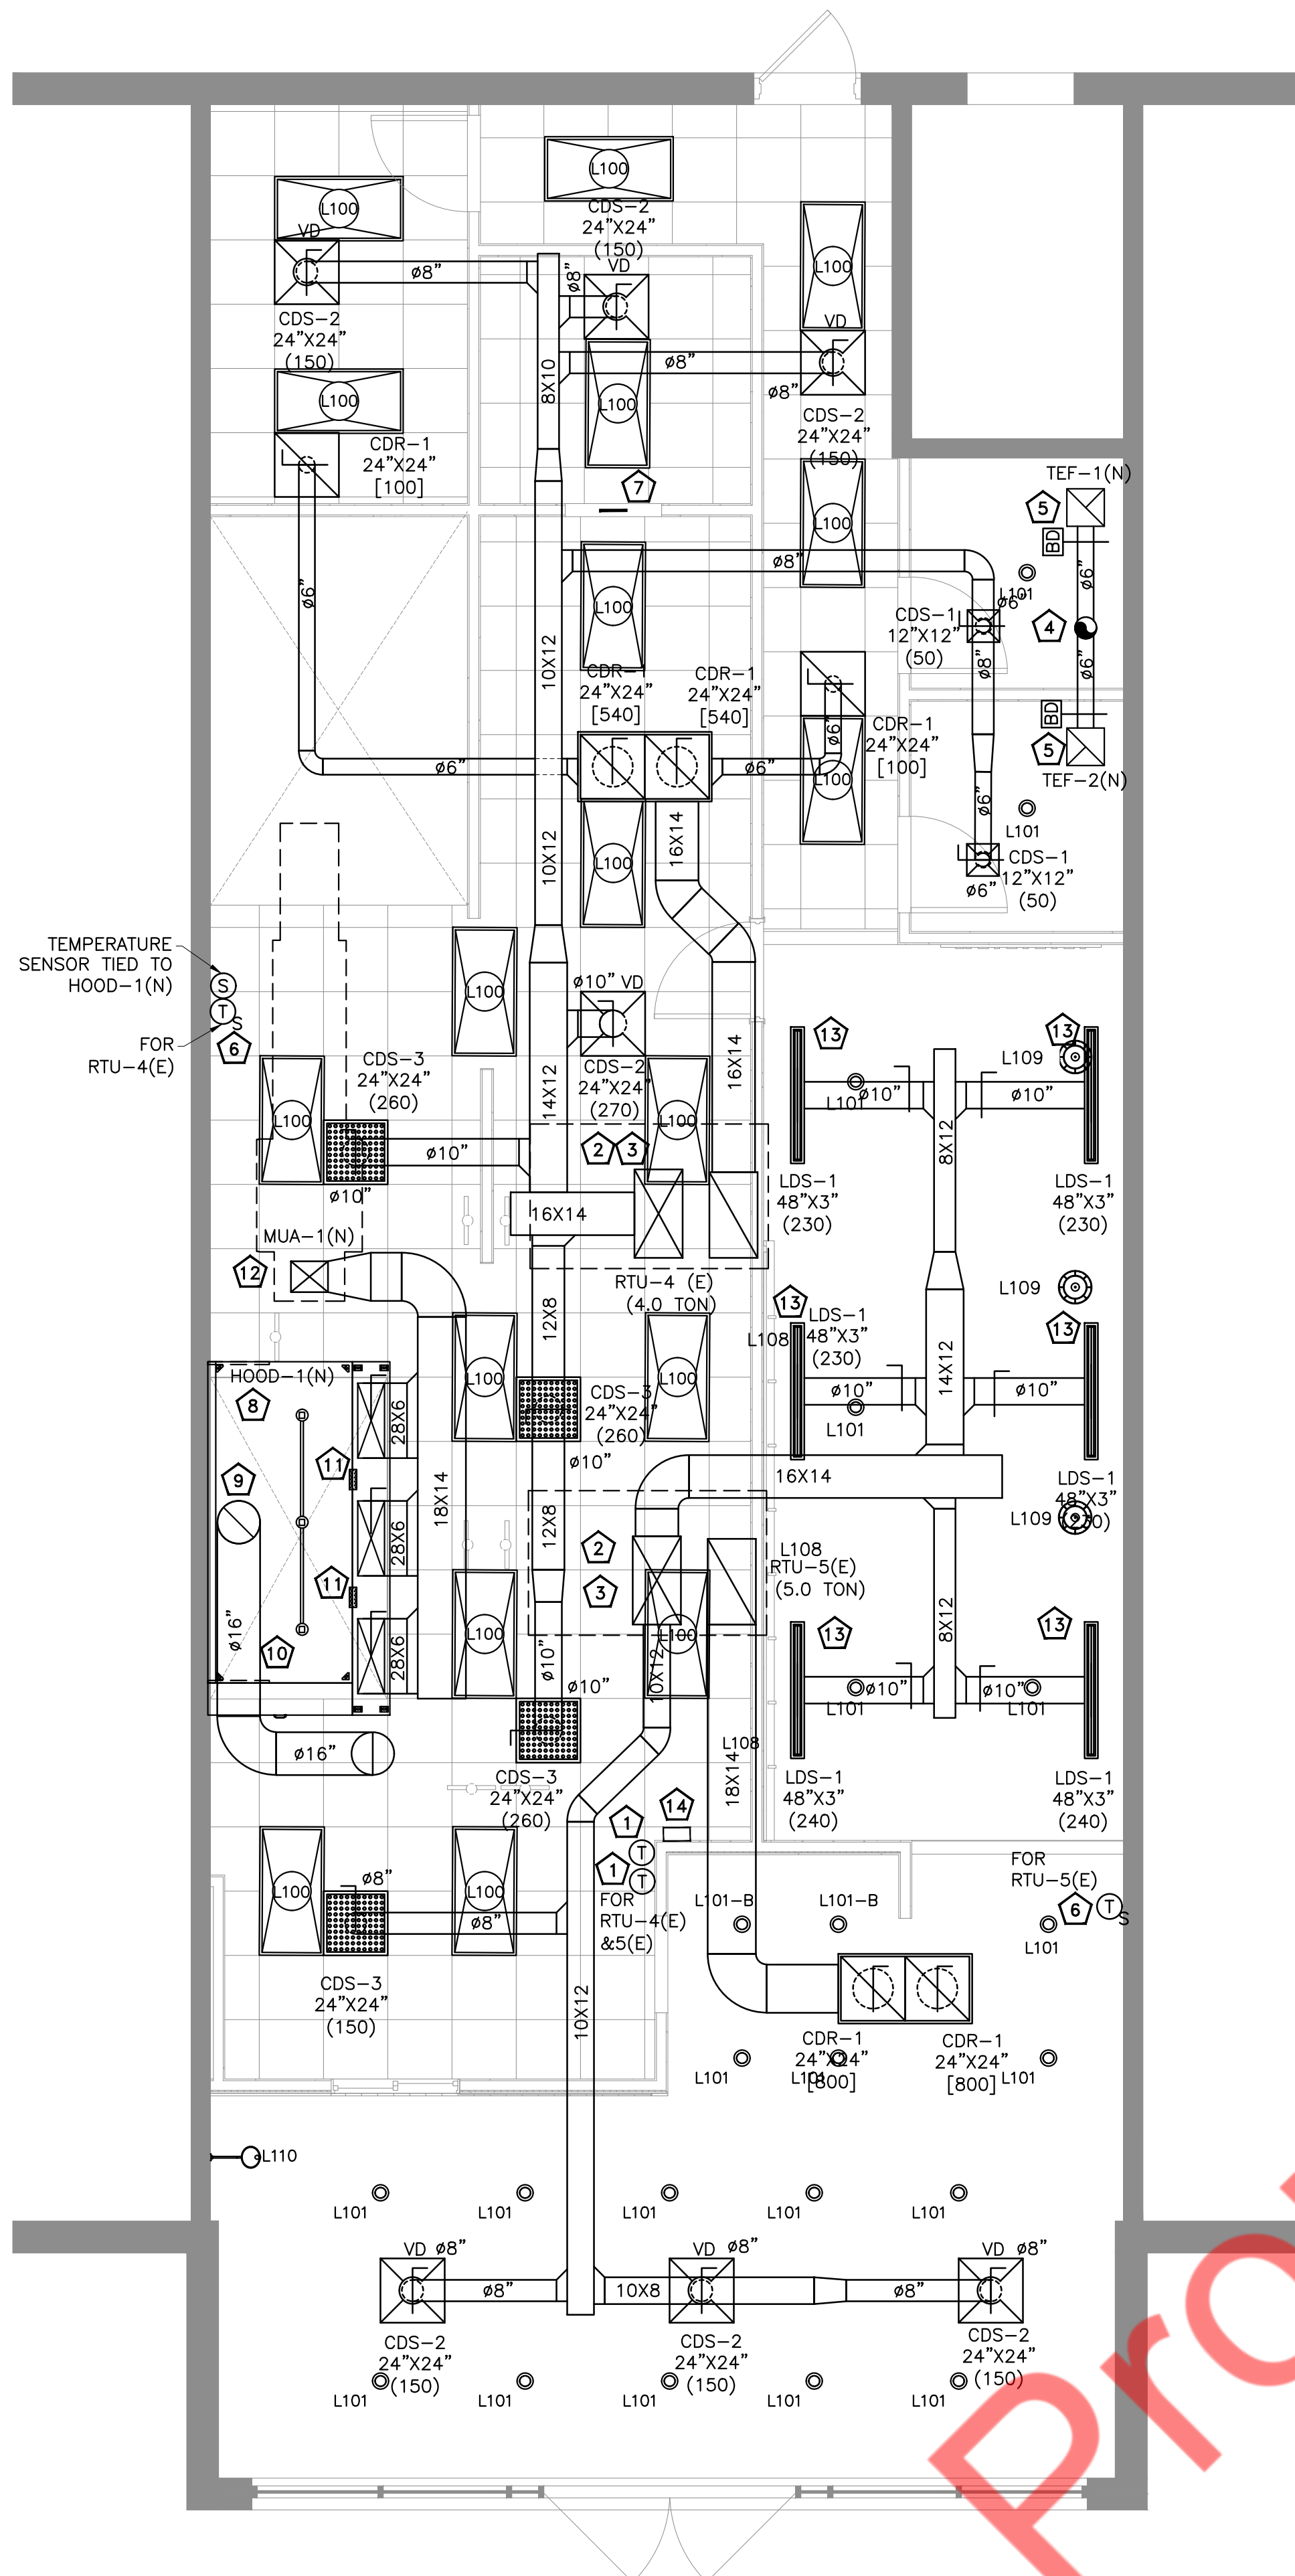 L100
CDS-2
24"X24"
(150)
L100
VD
ø8"
ø8"
VD
L100
VD
CDS-2
24"X24"
(150)
8X10
ø8"
ø8"
L100
L100
CDR-1
24"X24"
[100]
CDS-2
24"X24"
(150)
7
TEF-1(N)
5
BD
L100
ø8"
ø6"
ø6"
L101
ø6"
L100
CDS-1
12"X12"
(50)
4
10X12
ø8"
ø6"
CDR-1
24"X24"
[540]
CDR-1
24"X24"
[540]
BD
5
TEF-2(N)
ø6"
CDR-1
24"X24"
[100]
ø6"
ø6"
L100
ø6"
L101
16X14
10X12
L100
CDS-1
12"X12"
(50)
ø6"
TEMPERATURE
SENSOR TIED TO
HOOD-1(N)
S
T
S
FOR
RTU-4(E)
6
L100
ø10" VD
CDS-3
24"X24"
(260)
CDS-2
24"X24"
(270)
14X12
16X14
13
13
L109
L101
ø10"
ø10"
8X12
L100
L100
2
3
ø10"
ø10"
LDS-1
48"X3"
(230)
LDS-1
48"X3"
(230)
16X14
MUA-1(N)
12
RTU-4 (E)
(4.0 TON)
L109
13
13
12X8
L108
LDS-1
48"X3"
(230)
14X12
HOOD-1(N)
8
L100
L100
CDS-3
24"X24"
(260)
ø10"
ø10"
ø10"
L101
28X6
11
9
18X14
16X14
LDS-1
48"X3"
(230)
L109
12X8
28X6
2
3
L108
RTU-5(E)
(5.0 TON)
11
ø16"
10
28X6
L100
ø10"
L100
10X12
8X12
13
13
ø10"
ø10"
ø10"
L101
L101
ø16"
L108
18X14
CDS-3
24"X24"
(260)
LDS-1
48"X3"
(240)
LDS-1
48"X3"
(240)
14
1
1
T
T
FOR
RTU-4(E)
&5(E)
L100
ø8"
L100
ø8"
FOR
RTU-5(E)
6
T
S
L101-B
L101-B
L101
CDS-3
24"X24"
(150)
10X12
CDR-1
24"X24"
[800]
CDR-1
24"X24"
[800]
L101
L101
L101
L110
L101
L101
L101
L101
L101
VD ø8"
VD ø8"
VD ø8"
ø8"
10X8
ø8"
CDS-2
24"X24"
(150)
CDS-2
24"X24"
(150)
CDS-2
24"X24"
(150)
L101
L101
L101
L101
L101
Pro